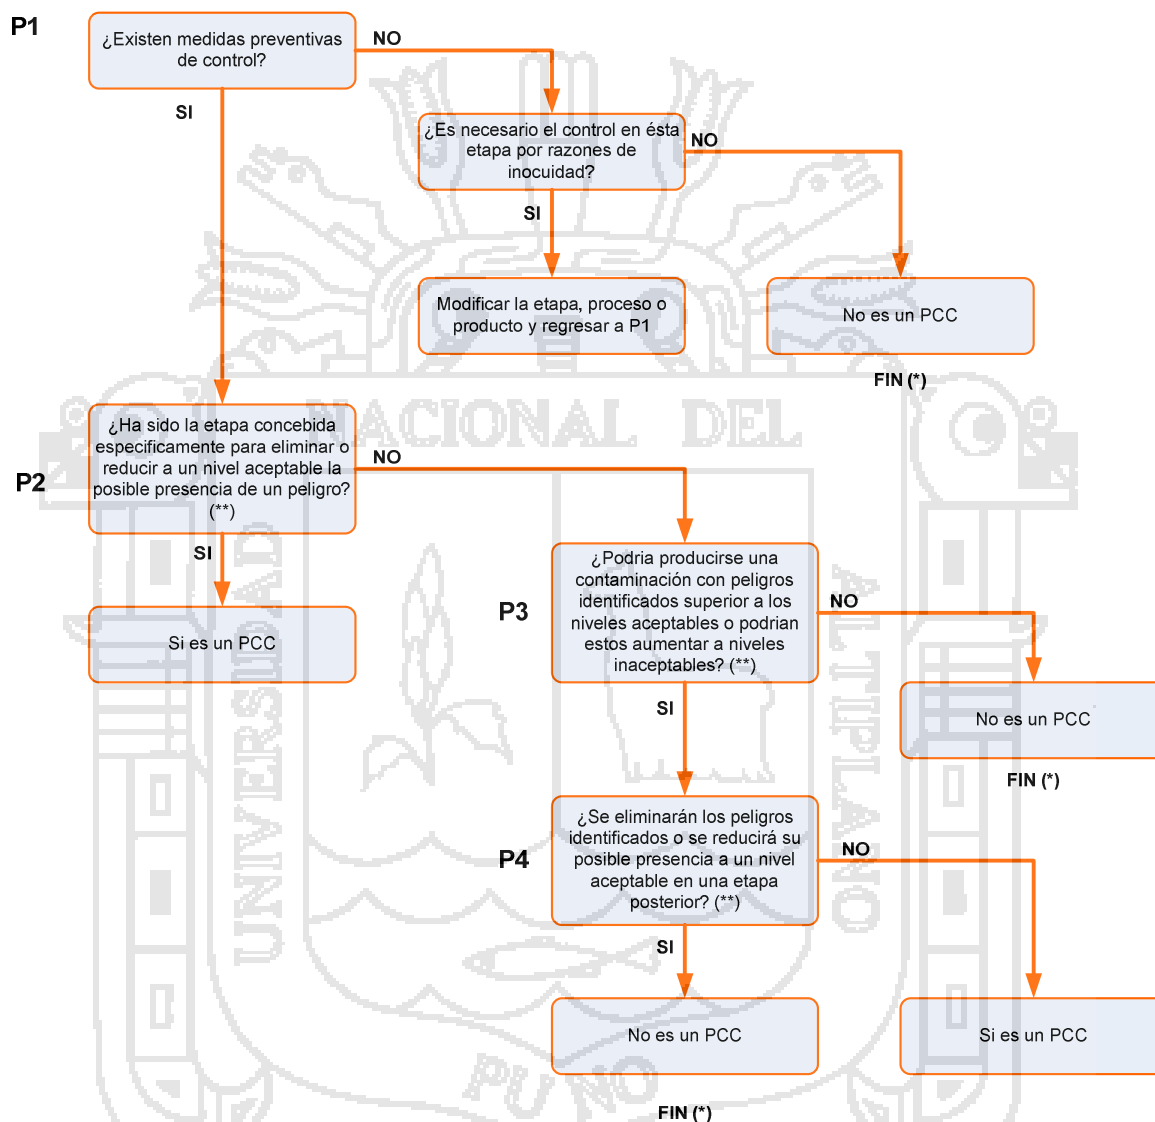 P1
¿Existen medidas preventivas
de control?
NO
SI
¿Es necesario el control en ésta
etapa por razones de
inocuidad?
NO
SI
Modificar la etapa, proceso o
producto y regresar a P1
No es un PCC
FIN (*)
P2
¿Ha sido la etapa concebida
especificamente para eliminar o
reducir a un nivel aceptable la
posible presencia de un peligro?
(**)
NO
SI
Si es un PCC
P3
¿Podria producirse una
contaminación con peligros
identificados superior a los
niveles aceptables o podrian
estos aumentar a niveles
inaceptables? (**)
NO
SI
No es un PCC
FIN (*)
P4
¿Se eliminarán los peligros
identificados o se reducirá su
posible presencia a un nivel
aceptable en una etapa
posterior? (**)
NO
SI
No es un PCC
Si es un PCC
FIN (*)
UNIVERSIDAD
NACIONAL DEL
ALTIPLANO
PUNO